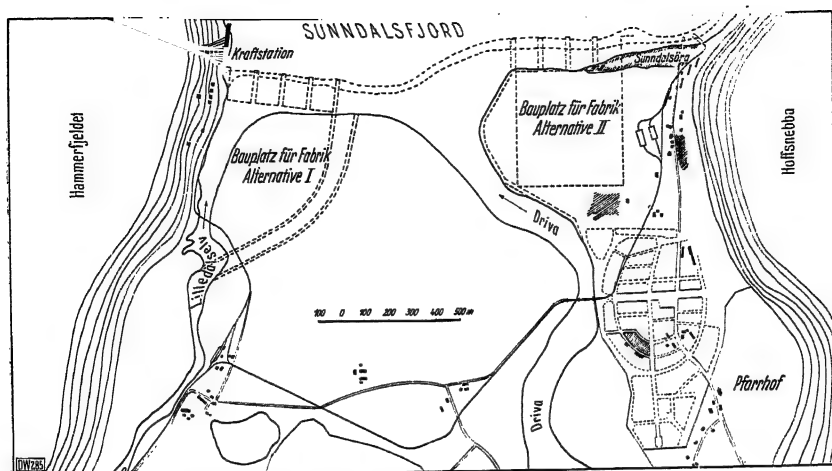 SUNNDALSFJORD
Kraftstation
Sunndalsöra
Hammerfjeldet
Bauplatz für Fabrik
Alternative I
Bauplatz für Fabrik
Alternative II
Hoffsnebba
Lilledalselv
Driva
100 0 100 200 300 400 500 m
Pfarrhof
Driva
DWZ85